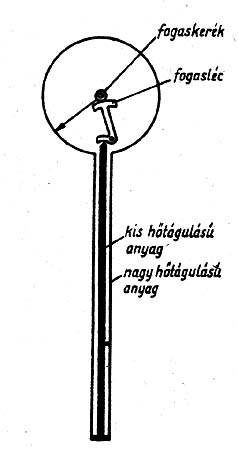 fogaskerék
fogasléc
kis hőtágulású
anyag
nagy hőtágulású
anyag